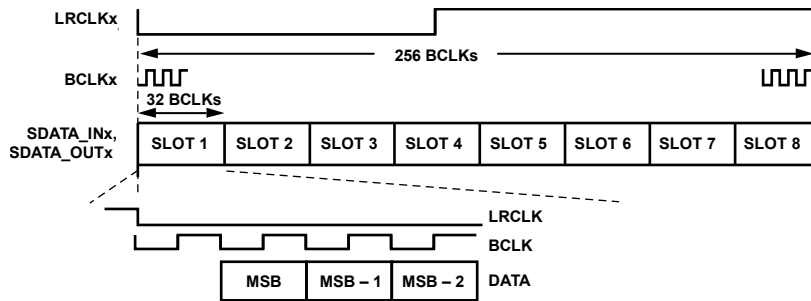 LRCLKx
256 BCLKs
BCLKx
32 BCLKs
SDATA_INx,
SDATA_OUTx
SLOT 1 SLOT 2 SLOT 3 SLOT 4 SLOT 5 SLOT 6 SLOT 7 SLOT 8
LRCLK
BCLK
MSB MSB – 1 MSB – 2 DATA